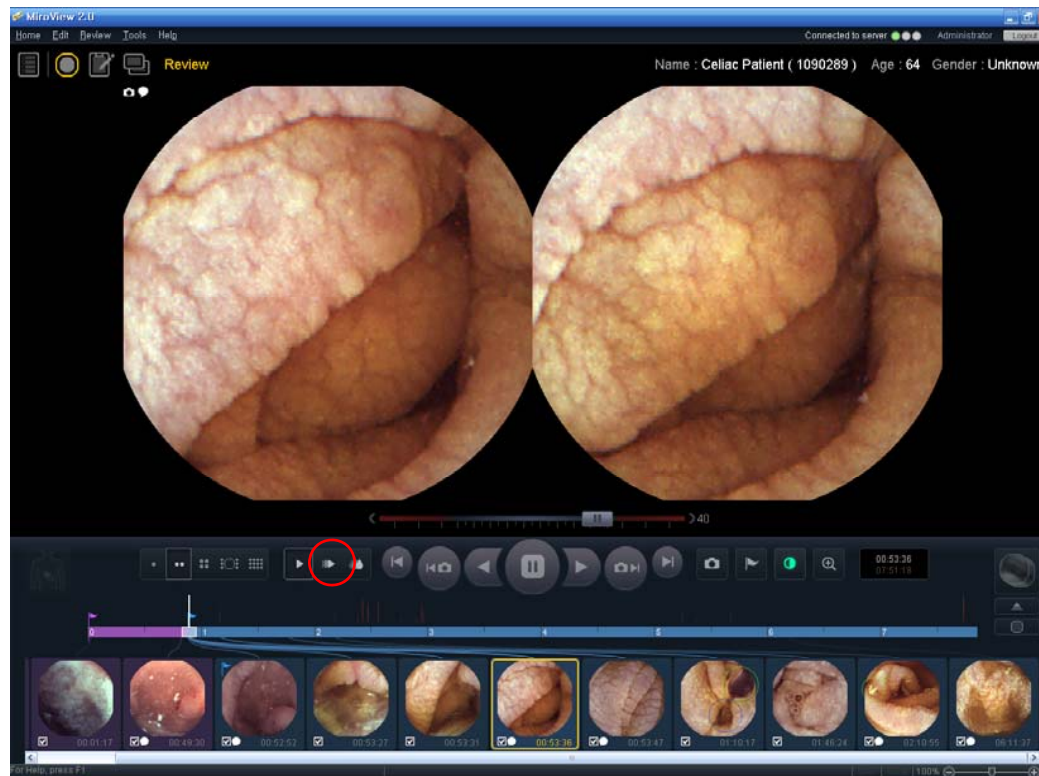 MiroView 2.0
Home Edit Review Tools Help Connected to server Administrator Logout
Review Name : Celiac Patient ( 1090289 ) Age : 64 Gender : Unknown
40
00:53:36
07:51:18
0 1 2 3 4 5 6 7
00:01:17 00:49:30 00:52:52 00:53:27 00:53:31 00:53:36 00:53:47 01:10:17 01:46:24 02:10:55 06:11:37
For Help, press F1 100%